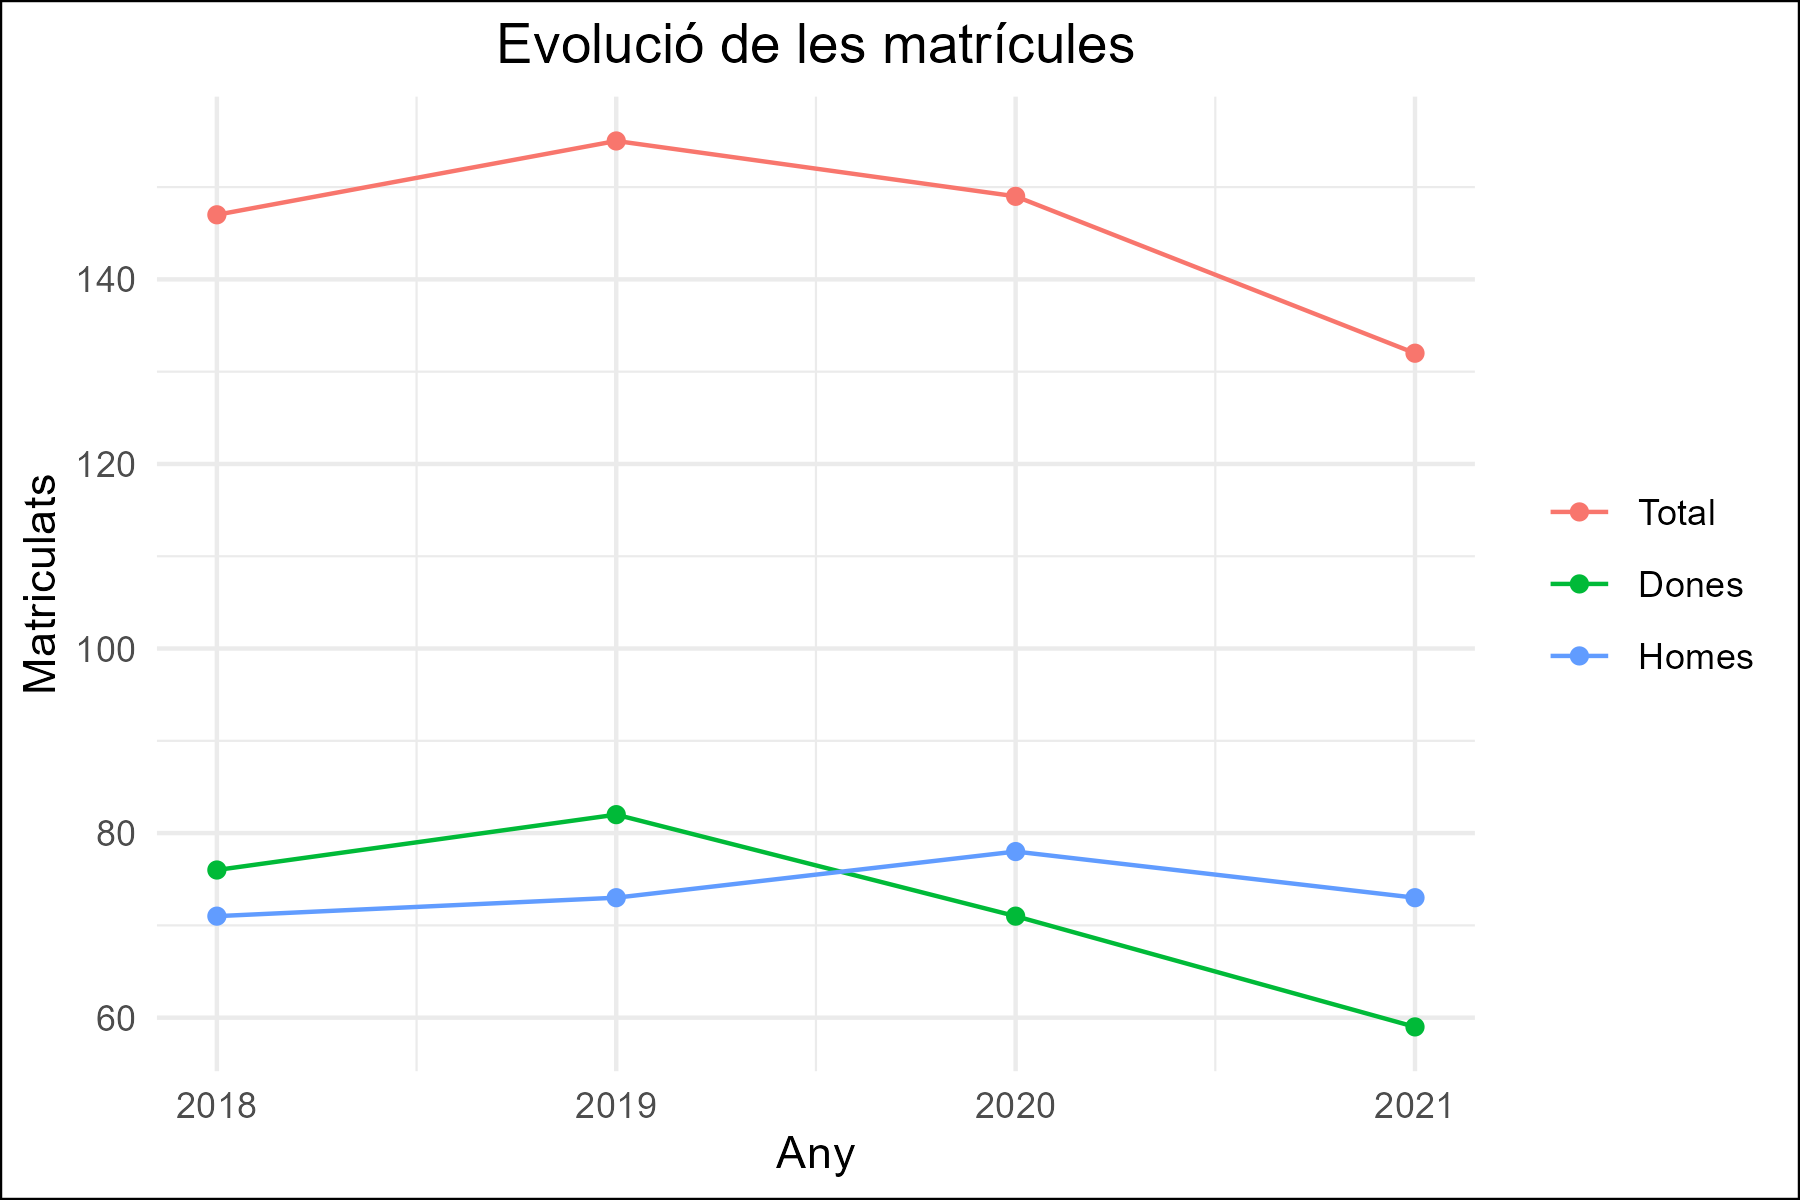 Evolució de les matrícules
Matriculats
140
120
100
80
60
2018 2019 2020 2021
Any
Total
Dones
Homes